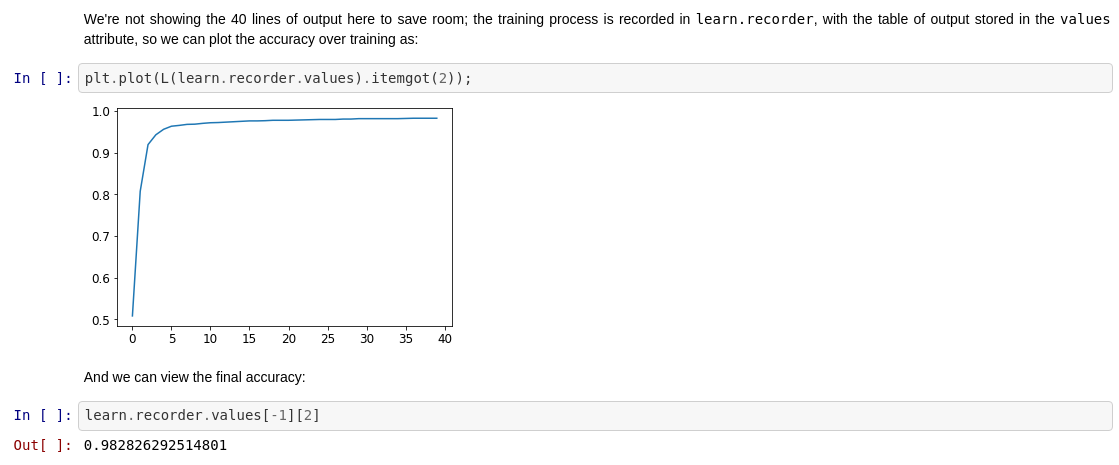 We're not showing the 40 lines of output here to save room; the training process is recorded in learn.recorder, with the table of output stored in the values
attribute, so we can plot the accuracy over training as:
In [ ]: plt.plot(L(learn.recorder.values).itemgot(2));
1.0
0.9
0.8
0.7
0.6
0.5
0 5 10 15 20 25 30 35 40
And we can view the final accuracy:
In [ ]: learn.recorder.values[-1][2]
Out[ ]: 0.982826292514801